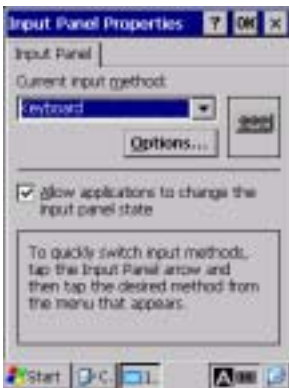 Input Panel Properties ? OK ×
Input Panel
Current input method:
Keyboard
Options...
Allow applications to change the
input panel state
To quickly switch input methods,
tap the Input Panel arrow and
then tap the desired method from
the menu that appears.
Start C. 1. A